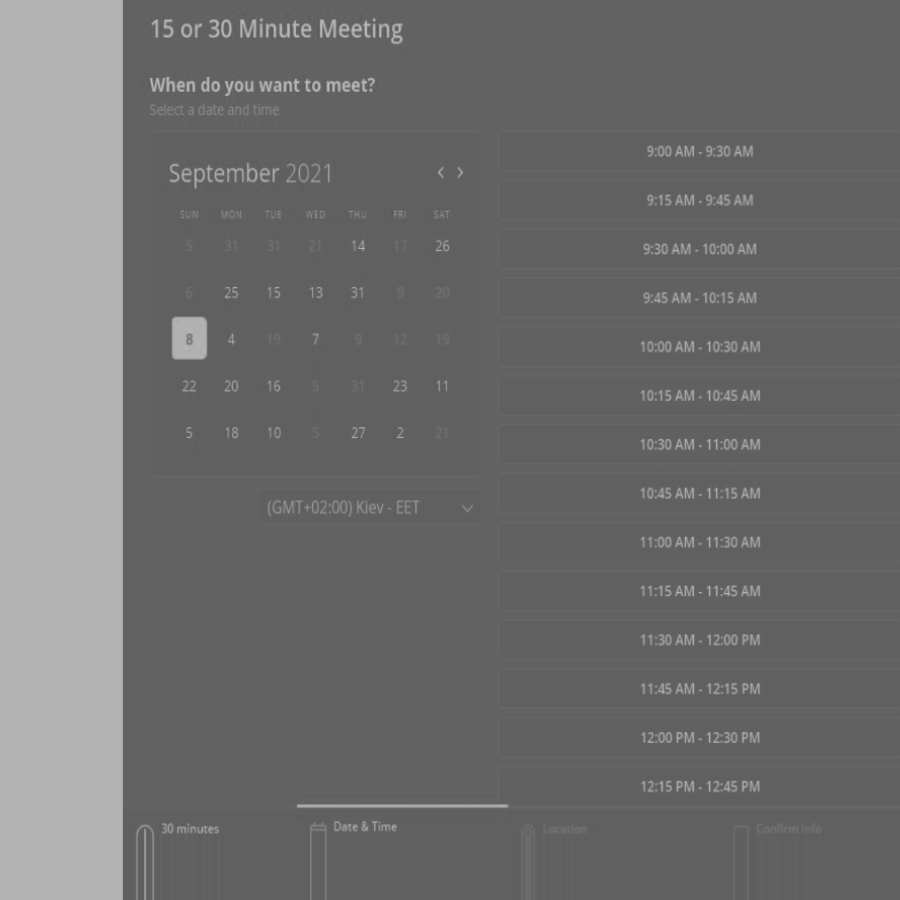 15 or 30 Minute Meeting
When do you want to meet?
Select a date and time
September 2021
SUN MON TUE WED THU FRI SAT
5 31 31 21 14 17 26
6 25 15 13 31 9 20
8 4 19 7 9 12 19
22 20 16 5 31 23 11
5 18 10 5 27 2 21
(GMT+02:00) Kiev - EET
9:00 AM - 9:30 AM
9:15 AM - 9:45 AM
9:30 AM - 10:00 AM
9:45 AM - 10:15 AM
10:00 AM - 10:30 AM
10:15 AM - 10:45 AM
10:30 AM - 11:00 AM
10:45 AM - 11:15 AM
11:00 AM - 11:30 AM
11:15 AM - 11:45 AM
11:30 AM - 12:00 PM
11:45 AM - 12:15 PM
12:00 PM - 12:30 PM
12:15 PM - 12:45 PM
30 minutes
Date & Time
Location
Confirm Info